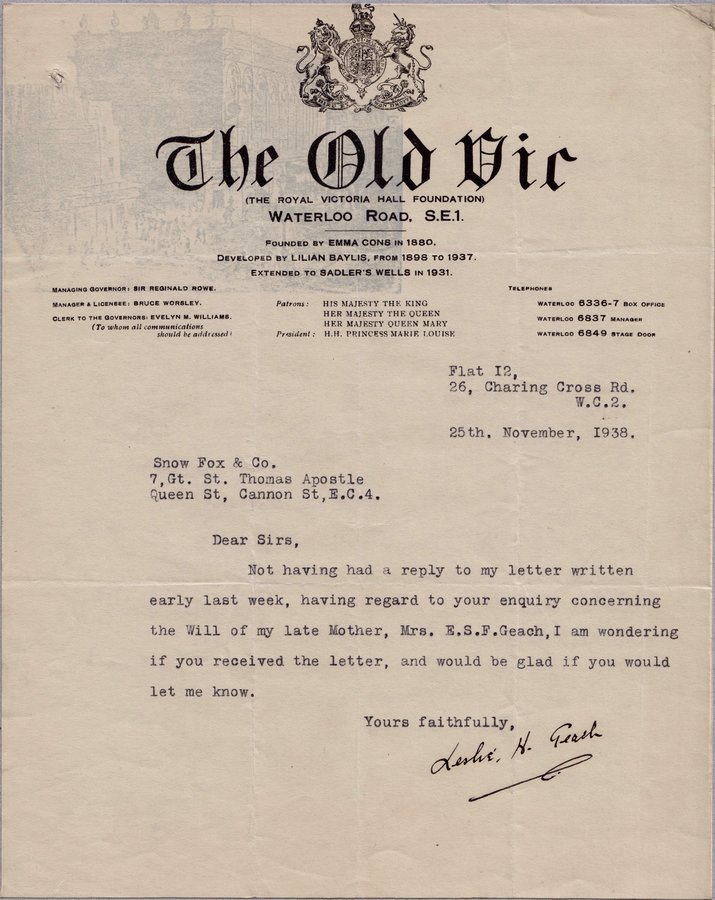 The Old Vic
(THE ROYAL VICTORIA HALL FOUNDATION)
WATERLOO ROAD, S.E.1.
FOUNDED BY EMMA CONS IN 1880.
DEVELOPED BY LILIAN BAYLIS, FROM 1898 TO 1937.
EXTENDED TO SADLER'S WELLS IN 1931.
MANAGING GOVERNOR: SIR REGINALD ROWE.
MANAGER & LICENSEE: BRUCE WORSLEY.
CLERK TO THE GOVERNORS: EVELYN M. WILLIAMS.
(To whom all communications
should be addressed)
Patrons: HIS MAJESTY THE KING
HER MAJESTY THE QUEEN
HER MAJESTY QUEEN MARY
President: H.H. PRINCESS MARIE LOUISE
TELEPHONES
WATERLOO 6336-7 BOX OFFICE
WATERLOO 6837 MANAGER
WATERLOO 6849 STAGE DOOR
Flat I2,
26, Charing Cross Rd.
W.C.2.
25th. November, I938.
Snow Fox & Co.
7,Gt. St. Thomas Apostle
Queen St, Cannon St,E.C.4.
Dear Sirs,
Not having had a reply to my letter written
early last week, having regard to your enquiry concerning
the Will of my late Mother, Mrs. E.S.F.Geach,I am wondering
if you received the letter, and would be glad if you would
let me know.
Yours faithfully,
Leslie. H. Geach